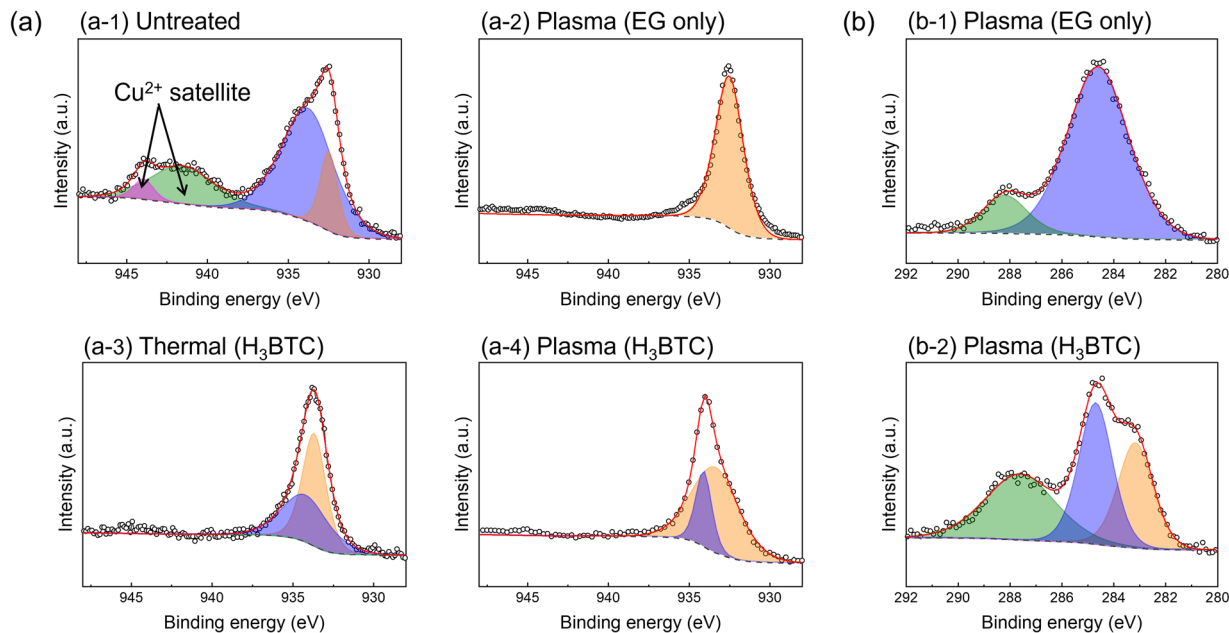 (a)
(a-1) Untreated
Cu²⁺ satellite
Intensity (a.u.)
945 940 935 930
Binding energy (eV)
(a-2) Plasma (EG only)
Intensity (a.u.)
945 940 935 930
Binding energy (eV)
(b)
(b-1) Plasma (EG only)
Intensity (a.u.)
292 290 288 286 284 282 280
Binding energy (eV)
(a-3) Thermal (H₃BTC)
Intensity (a.u.)
945 940 935 930
Binding energy (eV)
(a-4) Plasma (H₃BTC)
Intensity (a.u.)
945 940 935 930
Binding energy (eV)
(b-2) Plasma (H₃BTC)
Intensity (a.u.)
292 290 288 286 284 282 280
Binding energy (eV)